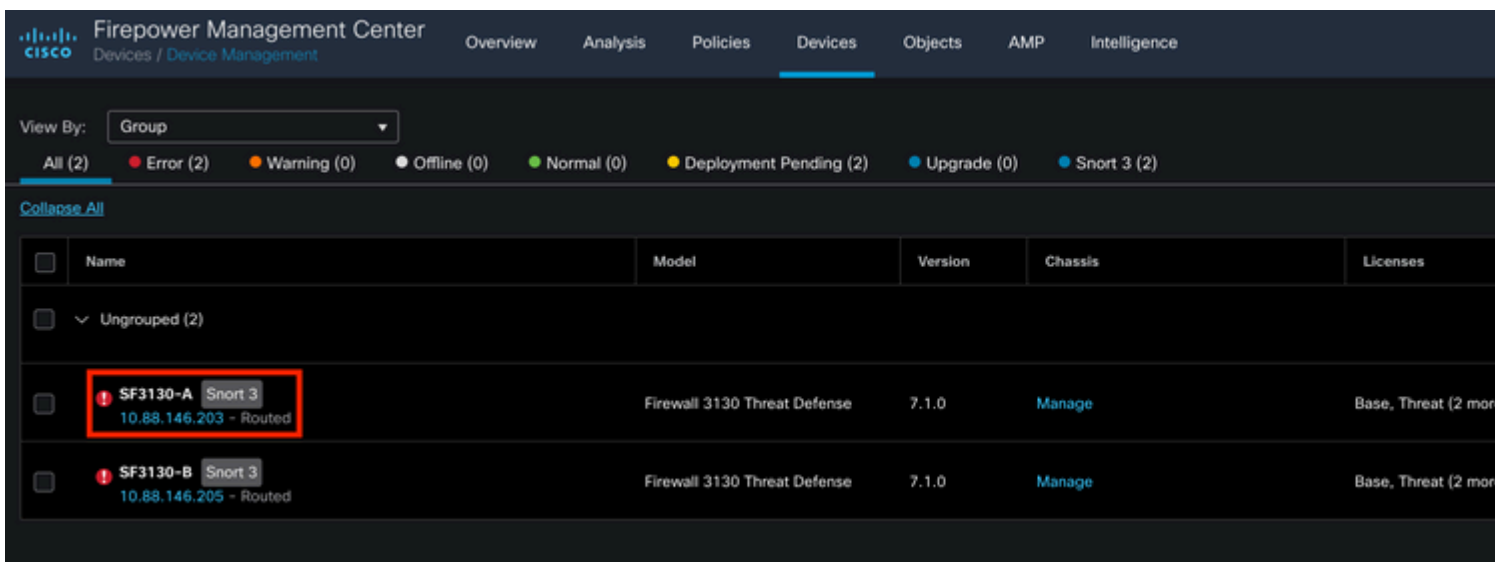 CISCO
Firepower Management Center
Devices / Device Management
Overview Analysis Policies Devices Objects AMP Intelligence
View By: Group
All (2) Error (2) Warning (0) Offline (0) Normal (0) Deployment Pending (2) Upgrade (0) Snort 3 (2)
Collapse All
Name Model Version Chassis Licenses
Ungrouped (2)
SF3130-A Snort 3
10.88.146.203 - Routed
Firewall 3130 Threat Defense 7.1.0 Manage Base, Threat (2 mor
SF3130-B Snort 3
10.88.146.205 - Routed
Firewall 3130 Threat Defense 7.1.0 Manage Base, Threat (2 mor